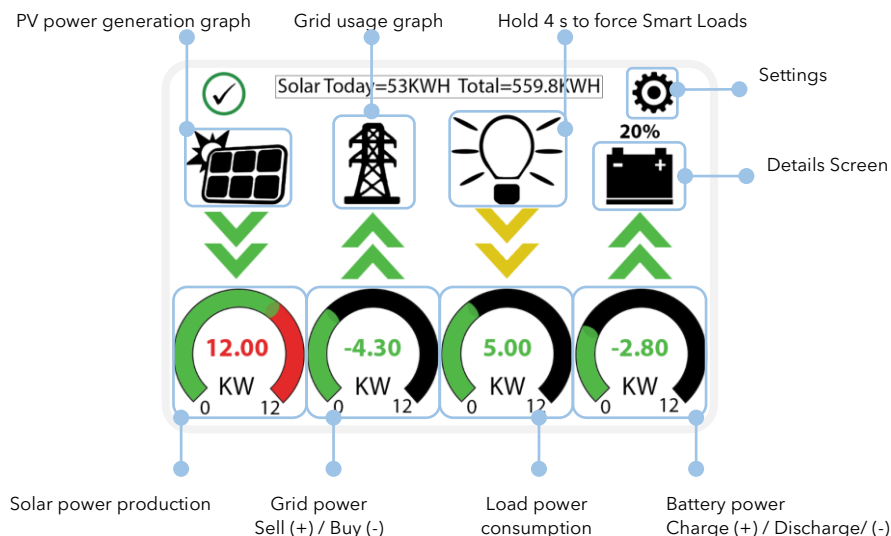 PV power generation graph
Grid usage graph
Hold 4 s to force Smart Loads
Solar Today=53KWH Total=559.8KWH
Settings
20%
- +
Details Screen
12.00
KW
0 12
-4.30
KW
0 12
5.00
KW
0 12
-2.80
KW
0 12
Solar power production
Grid power
Sell (+) / Buy (-)
Load power
consumption
Battery power
Charge (+) / Discharge/ (-)